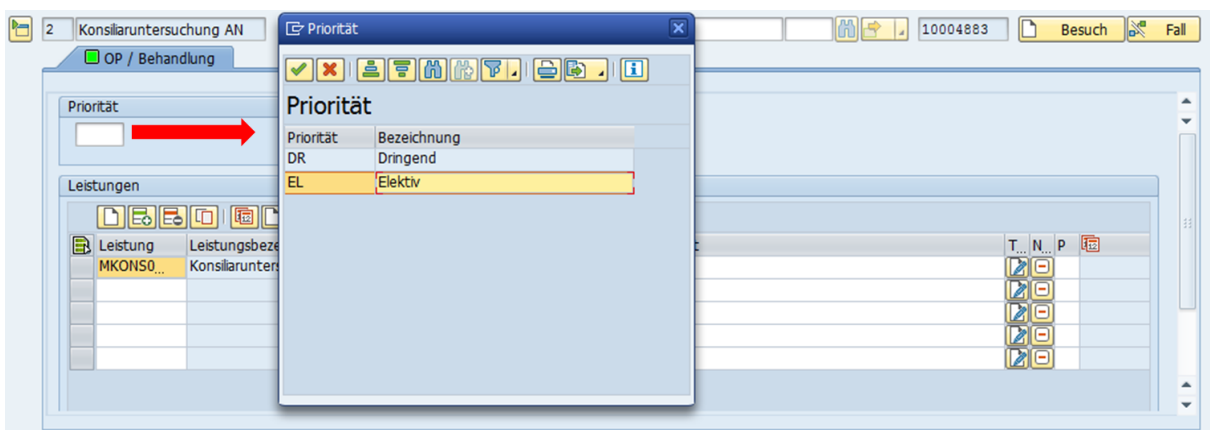 2 Konsiliaruntersuchung AN 10004883 Besuch Fall
OP / Behandlung
Priorität
Leistungen
Leistung Leistungsbeze T... N... P
MKONS0... Konsiliarunters
Priorität
Priorität
Priorität Bezeichnung
DR Dringend
EL Elektiv